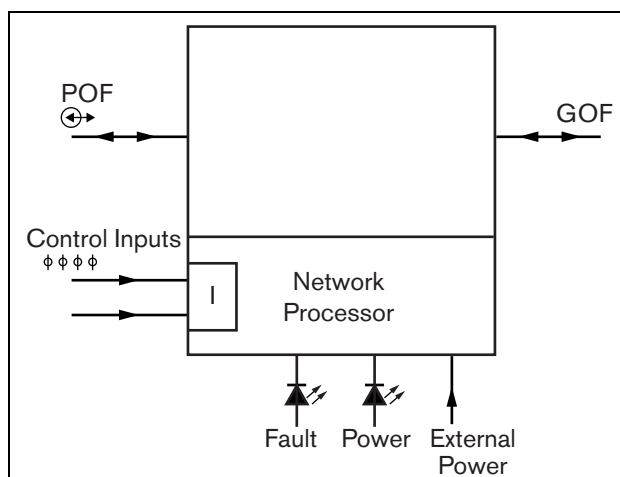 POF
GOF
Control Inputs
ϕ ϕ ϕ ϕ
I
Network
Processor
Fault
Power
External
Power